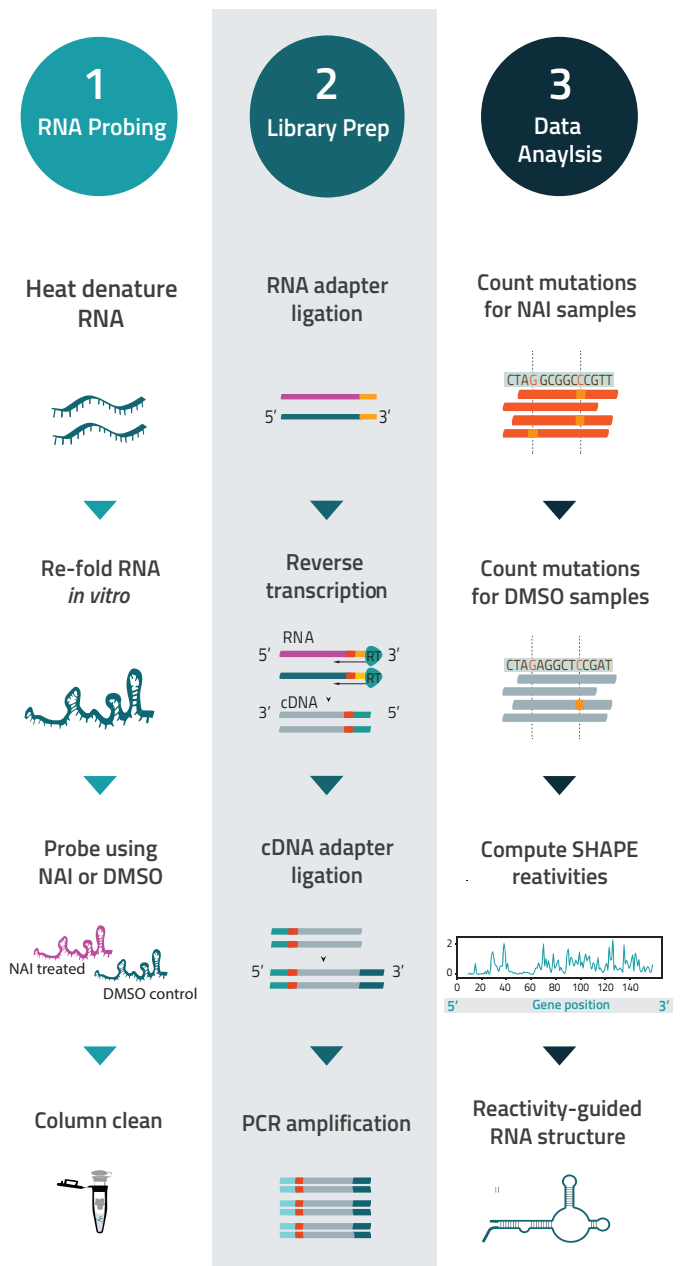 1
RNA Probing
Heat denature
RNA
Re-fold RNA
in vitro
Probe using
NAI or DMSO
NAI treated
DMSO control
Column clean
2
Library Prep
RNA adapter
ligation
5’ 3’
Reverse
transcription
RNA
5’ RT 3’
RT
cDNA
3’ 5’
cDNA adapter
ligation
5’ 3’
PCR amplification
3
Data
Anaylsis
Count mutations
for NAI samples
CTAGGCGGCCCGTT
Count mutations
for DMSO samples
CTAGAGGCTCCGAT
Compute SHAPE
reativities
2
0
0 20 40 60 80 100 120 140
5’ Gene position 3’
Reactivity-guided
RNA structure